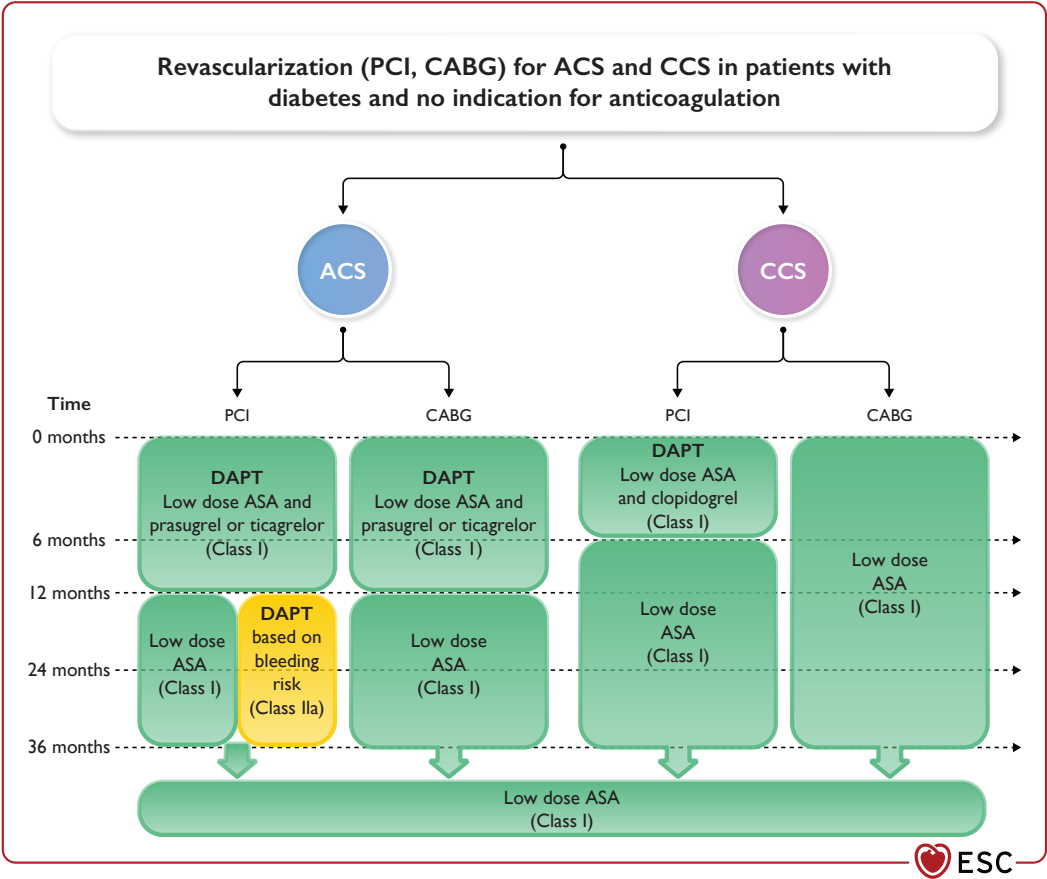 Revascularization (PCI, CABG) for ACS and CCS in patients with
diabetes and no indication for anticoagulation
ACS
CCS
Time
PCI
CABG
PCI
CABG
0 months
DAPT
Low dose ASA and
prasugrel or ticagrelor
(Class I)
DAPT
Low dose ASA and
prasugrel or ticagrelor
(Class 1)
DAPT
Low dose ASA
and clopidogrel
(Class I)
6 months
Low dose
ASA
(Class I)
12 months
Low dose
ASA
(Class I)
DAPT
based on
bleeding
risk
(Class IIa)
Low dose
ASA
(Class I)
Low dose
ASA
(Class I)
24 months
36 months
Low dose ASA
(Class I)
ESC